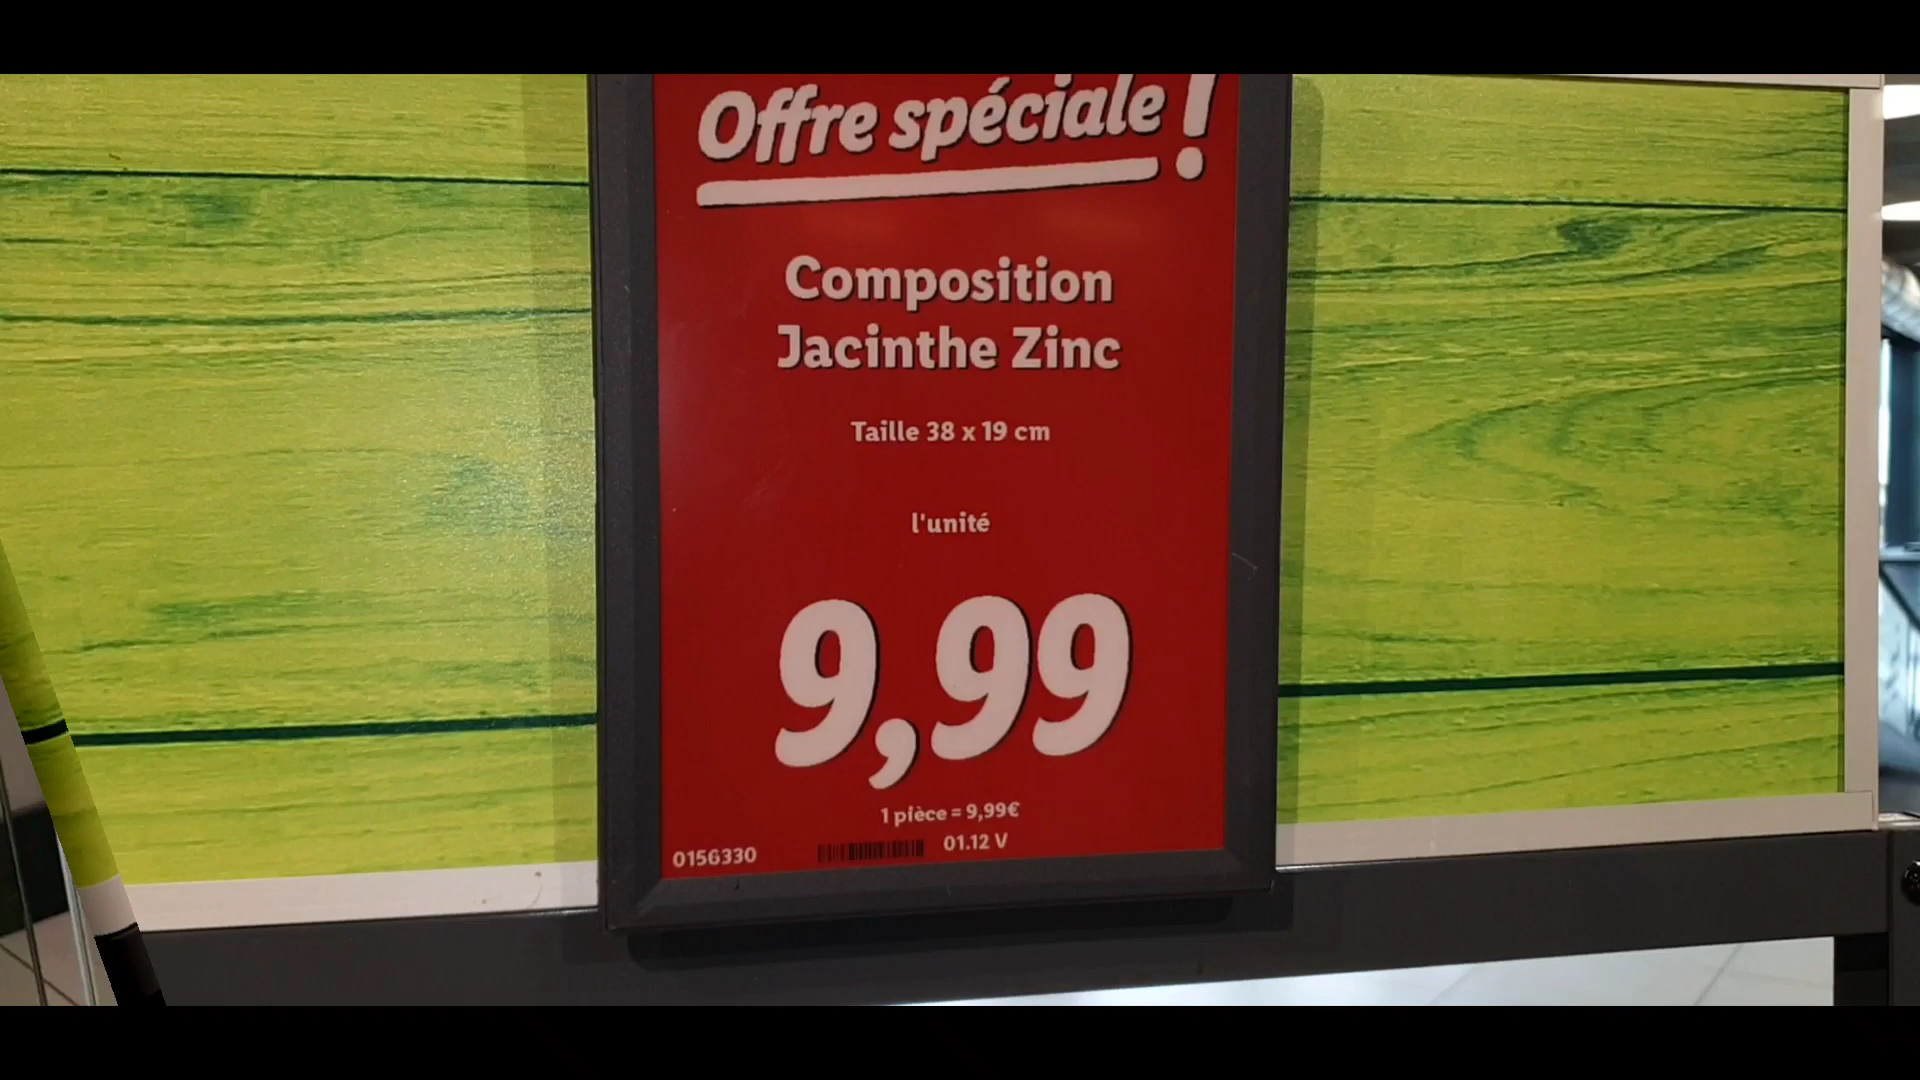 Offre spéciale !
Composition
Jacinthe Zinc
Taille 38 x 19 cm
l'unité
9,99
1 pièce = 9,99€
0156330 01.12 V